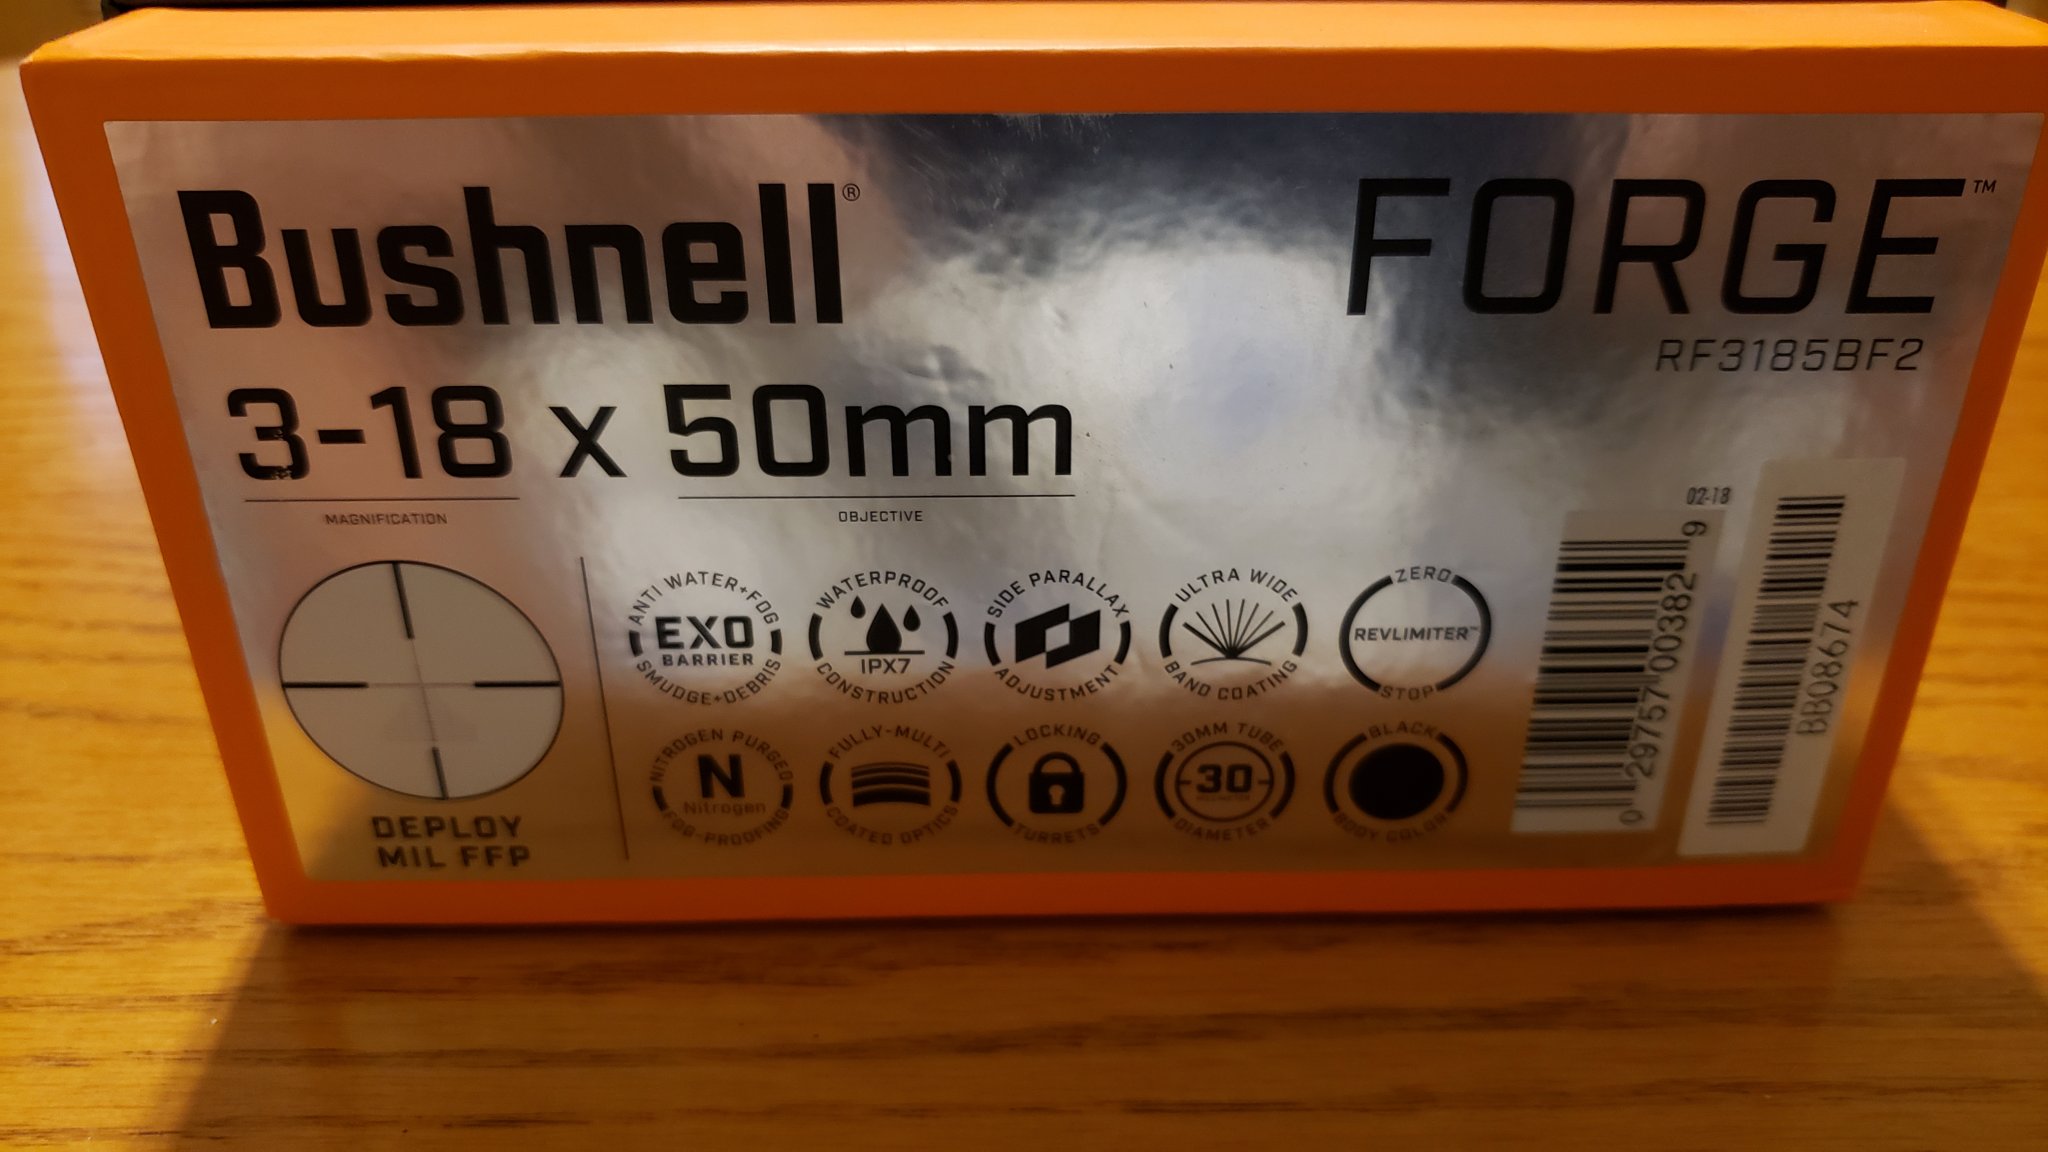 Bushnell®
FORGE™
RF3185BF2
3-18 x 50mm
MAGNIFICATION
OBJECTIVE
DEPLOY
MIL FFP
ANTI WATER+FOG
EXO
BARRIER
SMUDGE+DEBRIS
WATERPROOF
IPX7
CONSTRUCTION
SIDE PARALLAX
ADJUSTMENT
ULTRA WIDE
BAND COATING
ZERO
REVLIMITER™
STOP
NITROGEN PURGED
N
Nitrogen
FOG-PROOFING
FULLY-MULTI
COATED OPTICS
LOCKING
TURRETS
30MM TUBE
30
DIAMETER
BLACK
BODY COLOR
0 29757 00382 9
02-18
BB08674